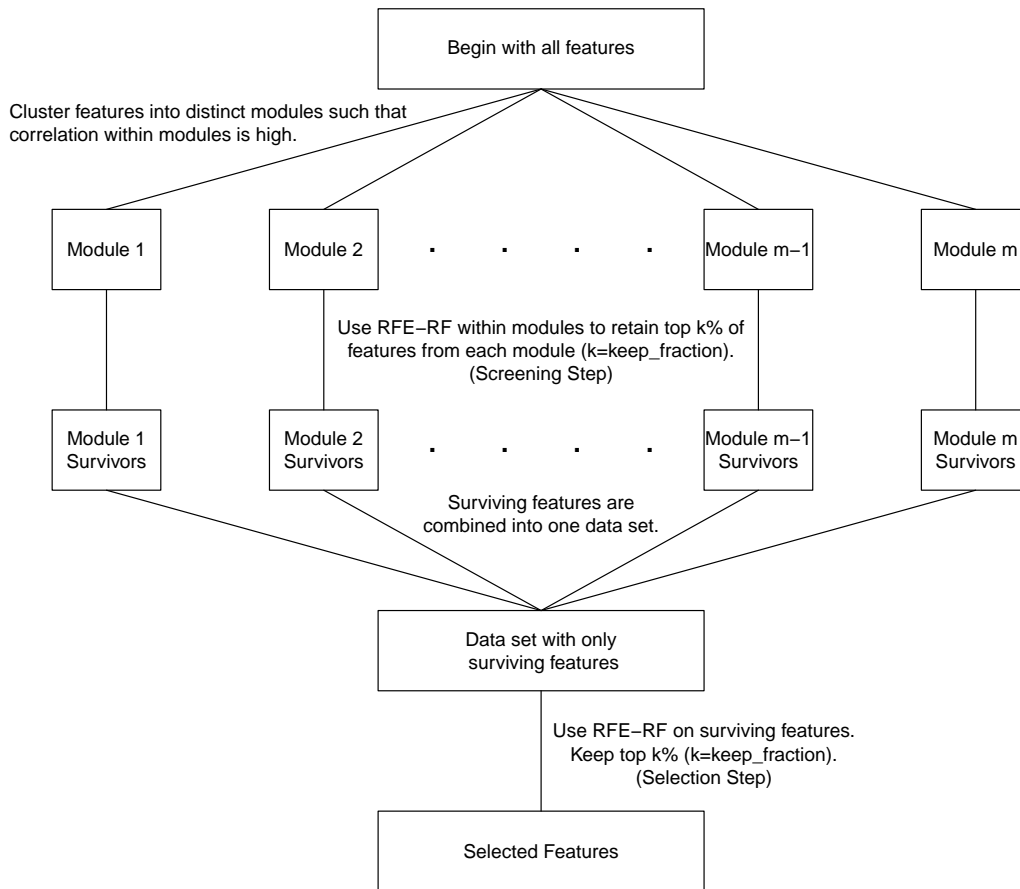 Begin with all features
Cluster features into distinct modules such that
correlation within modules is high.
Module 1
Module 2
. . . .
Module m−1
Module m
Use RFE−RF within modules to retain top k% of
features from each module (k=keep_fraction).
(Screening Step)
Module 1
Survivors
Module 2
Survivors
. . . .
Module m−1
Survivors
Module m
Survivors
Surviving features are
combined into one data set.
Data set with only
surviving features
Use RFE−RF on surviving features.
Keep top k% (k=keep_fraction).
(Selection Step)
Selected Features